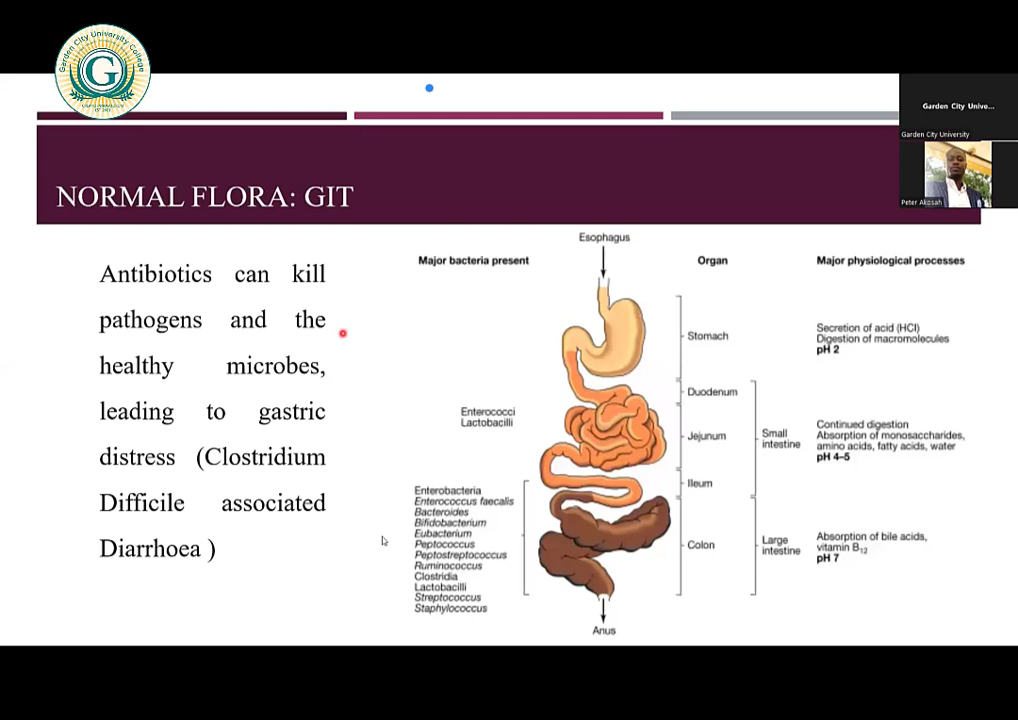 Garden City University College
G
Garden City Unive...
Garden City University
Peter Akosah
NORMAL FLORA: GIT
Antibiotics can kill
pathogens and the
healthy microbes,
leading to gastric
distress (Clostridium
Difficile associated
Diarrhoea )
Esophagus
Major bacteria present
Organ
Major physiological processes
Stomach
Secretion of acid (HCl)
Digestion of macromolecules
pH 2
Duodenum
Enterococci
Lactobacilli
Jejunum
Small
intestine
Continued digestion
Absorption of monosaccharides,
amino acids, fatty acids, water
pH 4–5
Ileum
Enterobacteria
Enterococcus faecalis
Bacteroides
Bifidobacterium
Eubacterium
Peptococcus
Peptostreptococcus
Ruminococcus
Clostridia
Lactobacilli
Streptococcus
Staphylococcus
Colon
Large
intestine
Absorption of bile acids,
vitamin B12
pH 7
Anus